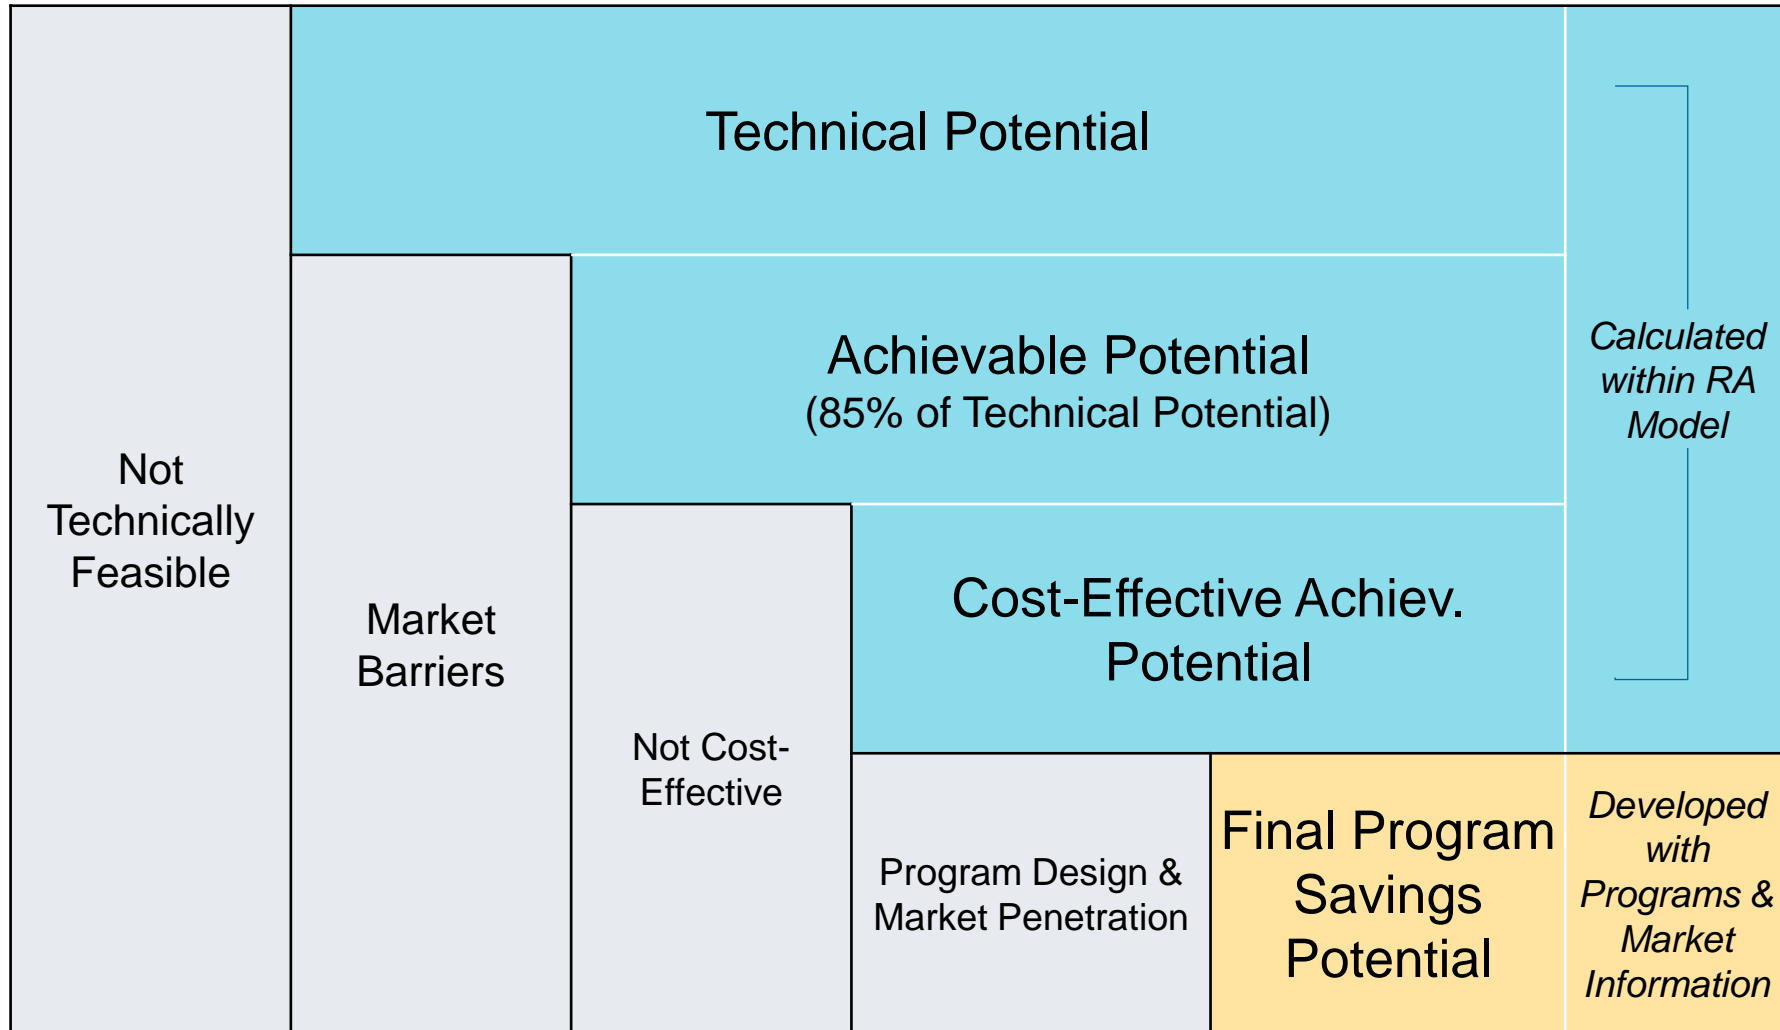 Technical Potential
Achievable Potential
(85% of Technical Potential)
Calculated
within RA
Model
Not
Technically
Feasible
Market
Barriers
Cost-Effective Achiev.
Potential
Not Cost-
Effective
Program Design &
Market Penetration
Final Program
Savings
Potential
Developed
with
Programs &
Market
Information